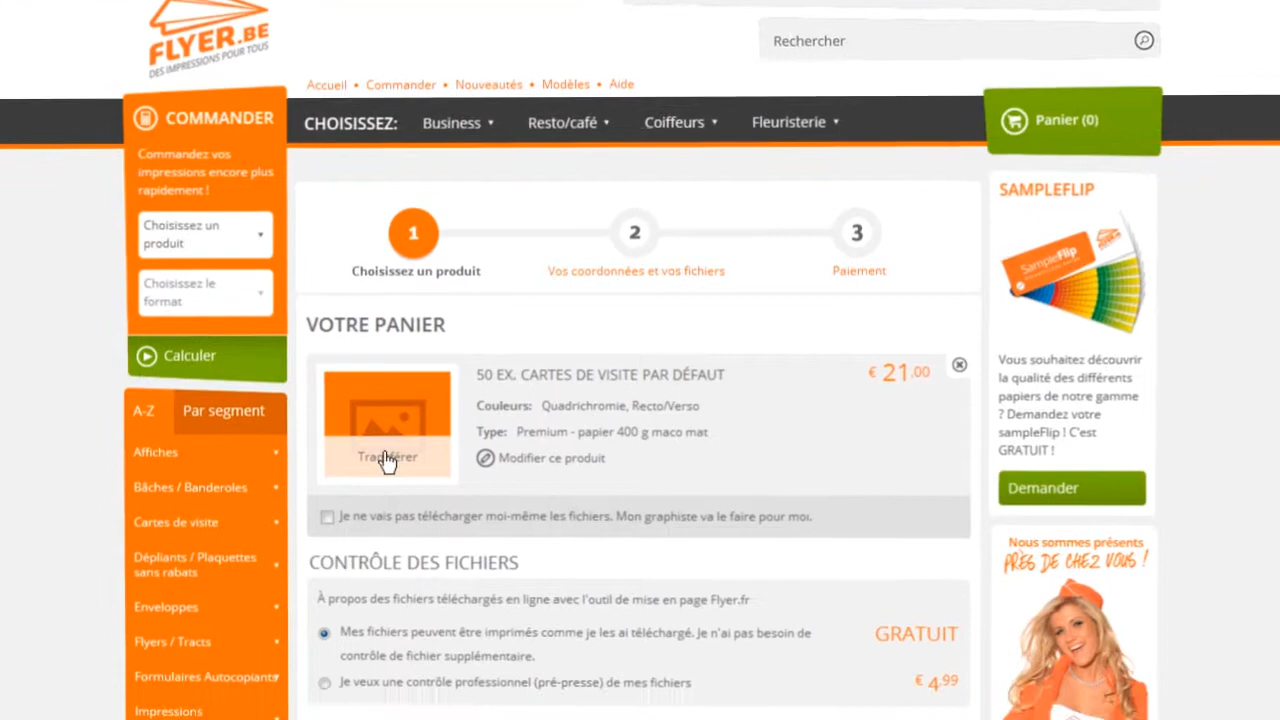 FLYER.BE
DES IMPRESSIONS POUR TOUS
Rechercher
Accueil • Commander • Nouveautés • Modèles • Aide
COMMANDER
CHOISISSEZ: Business Resto/café Coiffeurs Fleuristerie
Panier (0)
Commandez vos
impressions encore plus
rapidement !
Choisissez un
produit
Choisissez le
format
Calculer
A-Z Par segment
Affiches
Bâches / Banderoles
Cartes de visite
Dépliants / Plaquettes
sans rabats
Enveloppes
Flyers / Tracts
Formulaires Autocopiants
Impressions
1 2 3
Choisissez un produit Vos coordonnées et vos fichiers Paiement
VOTRE PANIER
50 EX. CARTES DE VISITE PAR DÉFAUT € 21.00
Couleurs: Quadrichromie, Recto/Verso
Type: Premium - papier 400 g maco mat
Transférer
Modifier ce produit
Je ne vais pas télécharger moi-même les fichiers. Mon graphiste va le faire pour moi.
CONTRÔLE DES FICHIERS
À propos des fichiers téléchargés en ligne avec l'outil de mise en page Flyer.fr
Mes fichiers peuvent être imprimés comme je les ai téléchargé. Je n'ai pas besoin de
contrôle de fichier supplémentaire.
GRATUIT
Je veux une contrôle professionnel (pré-presse) de mes fichiers € 4.99
SAMPLEFLIP
SampleFlip
FLYER.BE
Vous souhaitez découvrir
la qualité des différents
papiers de notre gamme
? Demandez votre
sampleFlip ! C'est
GRATUIT !
Demander
Nous sommes présents
PRÈS DE CHEZ VOUS !